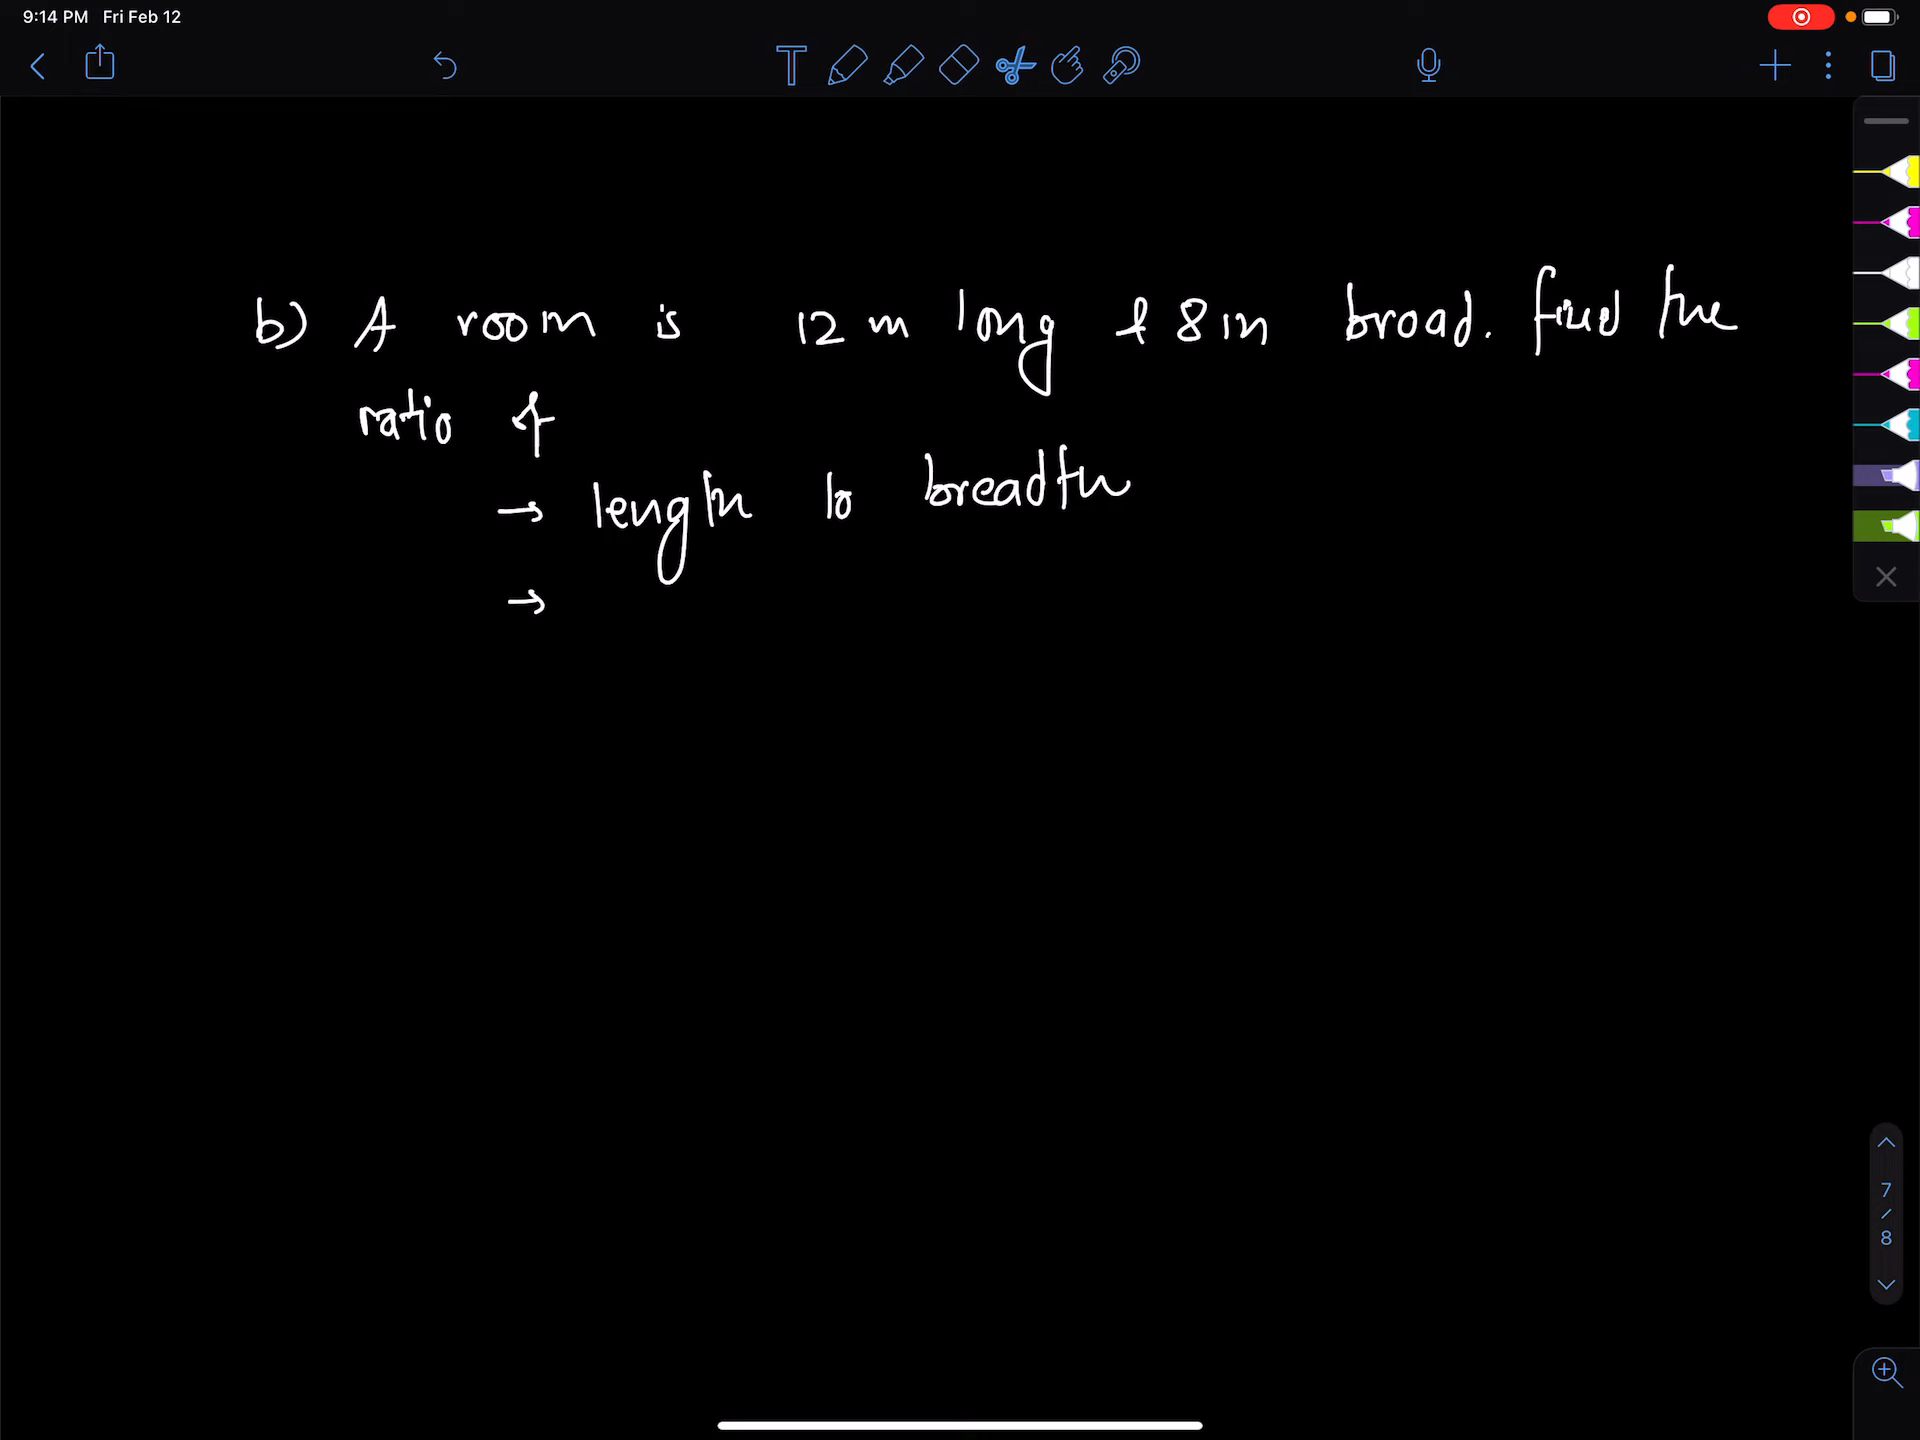 9:14 PM Fri Feb 12
b) A room is 12 m long & 8 m broad. find the
ratio of
→ length to breadth
→
7
/
8